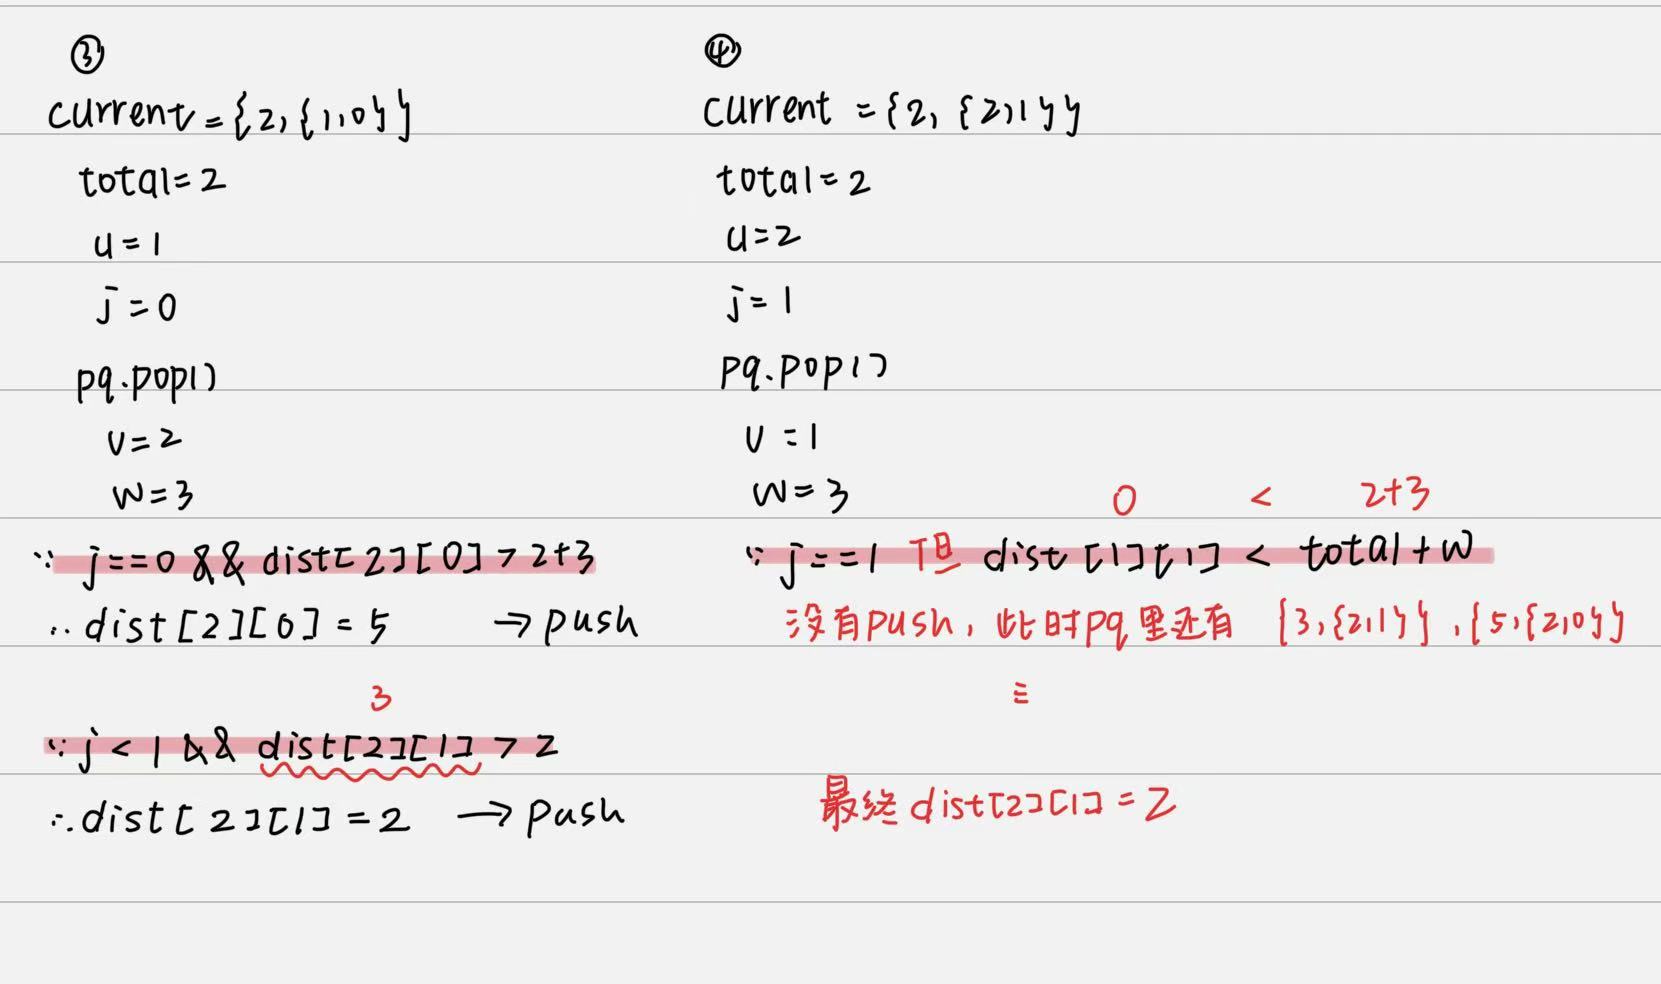 ③
current={2,{1,0}}
total=2
u=1
j=0
pq.pop()
v=2
w=3
∵ j==0 && dist[2][0]>2+3
∴ dist[2][0]=5 →push
3
∵ j<1 && dist[2][1]>2
∴ dist[2][1]=2 →push
④
current={2,{2,1}}
total=2
u=2
j=1
pq.pop()
v=1
w=3
0 < 2+3
∵ j==1 但 dist[1][1] < total+w
没有push，此时pq里还有 {3,{2,1}},{5,{2,0}}
⋮
最终dist[2][1]=2